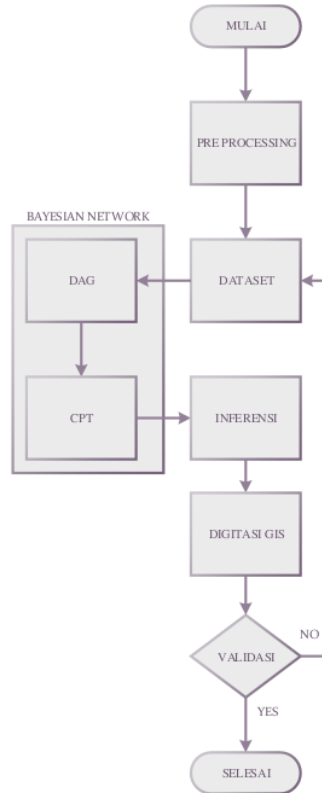 MULAI
PRE PROCESSING
BAYESIAN NETWORK
DAG
DATASET
CPT
INFERENSI
DIGITASI GIS
VALIDASI
NO
YES
SELESAI